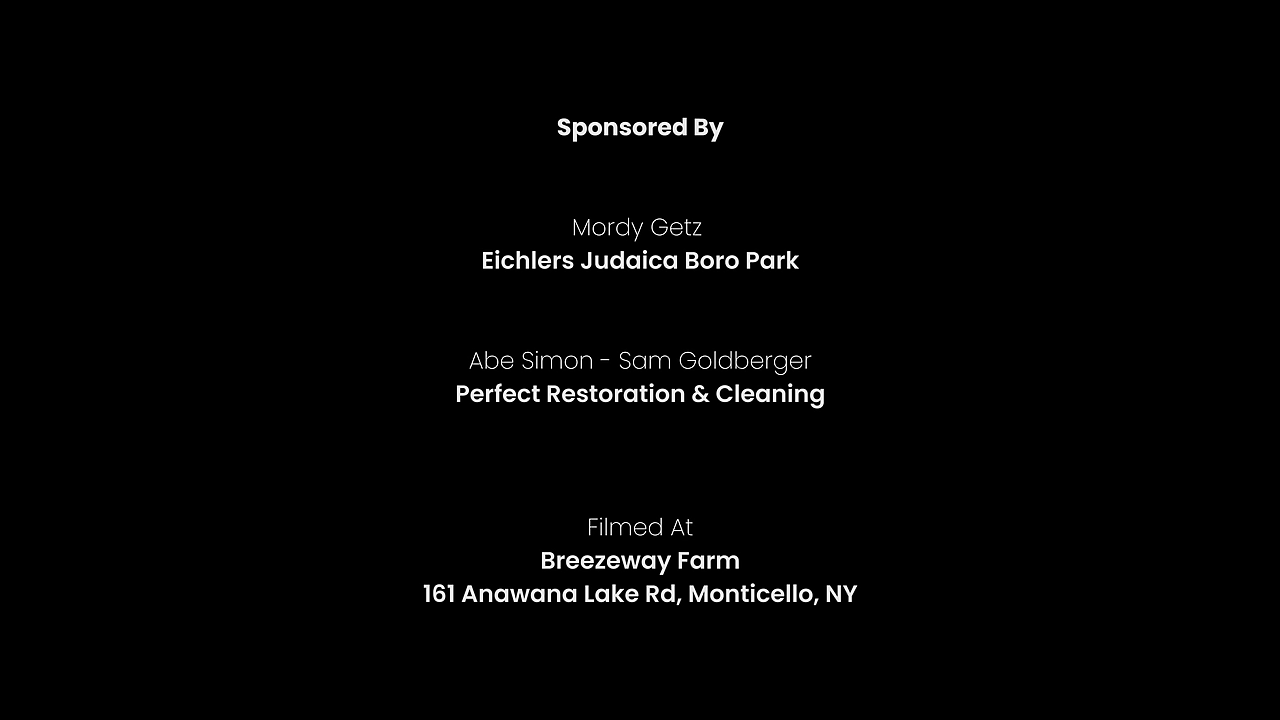 Sponsored By
Mordy Getz
Eichlers Judaica Boro Park
Abe Simon - Sam Goldberger
Perfect Restoration & Cleaning
Filmed At
Breezeway Farm
161 Anawana Lake Rd, Monticello, NY